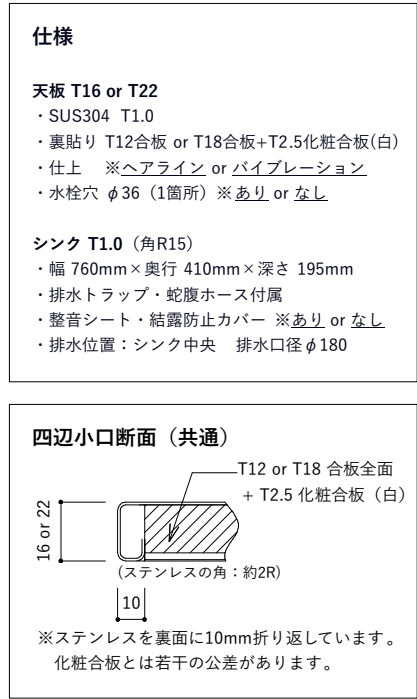 仕様
天板 T16 or T22
・SUS304 T1.0
・裏貼り T12合板 or T18合板+T2.5化粧合板(白)
・仕上　※ヘアライン or バイブレーション
・水栓穴 φ36（1箇所）※あり or なし
シンク T1.0（角R15）
・幅 760mm×奥行 410mm×深さ 195mm
・排水トラップ・蛇腹ホース付属
・整音シート・結露防止カバー ※あり or なし
・排水位置：シンク中央　排水口径φ180
四辺小口断面（共通）
T12 or T18 合板全面
+ T2.5 化粧合板（白）
16 or 22
(ステンレスの角：約2R)
10
※ステンレスを裏面に10mm折り返しています。
化粧合板とは若干の公差があります。